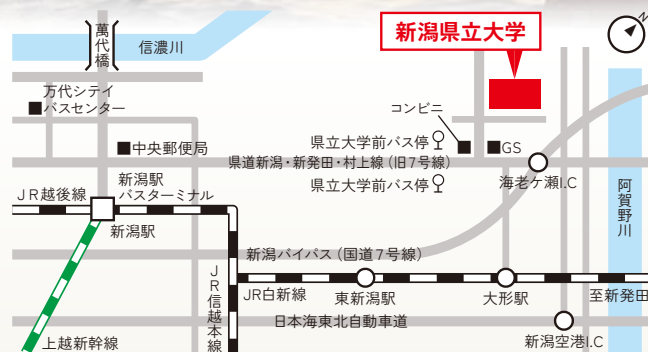 N
新潟県立大学
萬代橋
信濃川
万代シテイ
バスセンター
コンビニ
中央郵便局
県立大学前バス停
GS
県道新潟・新発田・村上線（旧7号線）
県立大学前バス停
海老ケ瀬I.C
JR越後線
新潟駅
バスターミナル
阿賀野川
新潟駅
新潟バイパス（国道7号線）
JR信越本線
JR白新線
東新潟駅
大形駅
至新発田
日本海東北自動車道
上越新幹線
新潟空港I.C